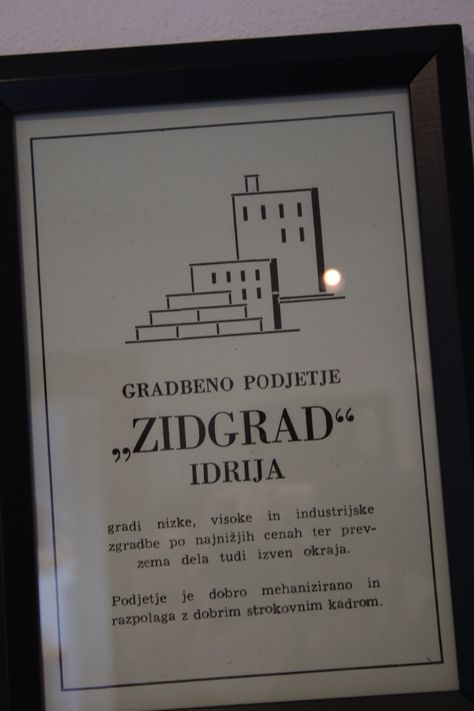 GRADBENO PODJETJE
„ZIDGRAD“
IDRIJA
gradi nizke, visoke in industrijske
zgradbe po najnižjih cenah ter prev-
zema dela tudi izven okraja.
Podjetje je dobro mehanizirano in
razpolaga z dobrim strokovnim kadrom.